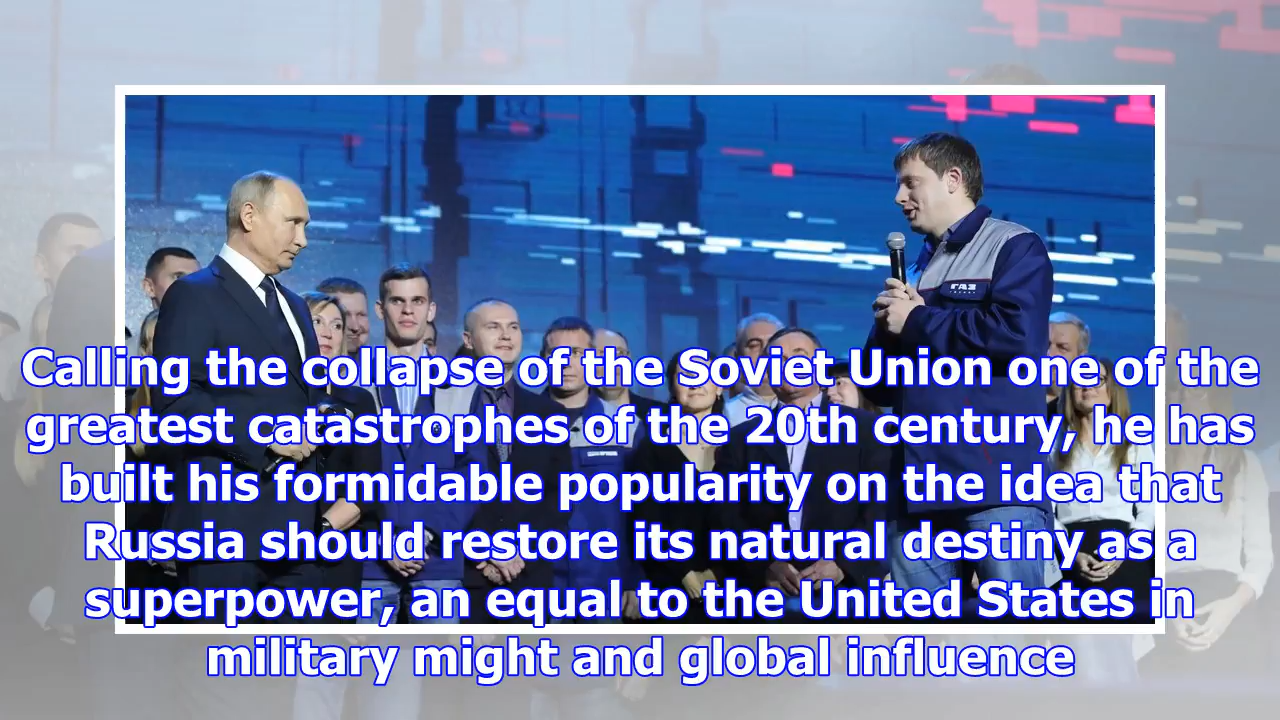 ГАЗ
Calling the collapse of the Soviet Union one of the
greatest catastrophes of the 20th century, he has
built his formidable popularity on the idea that
Russia should restore its natural destiny as a
superpower, an equal to the United States in
military might and global influence